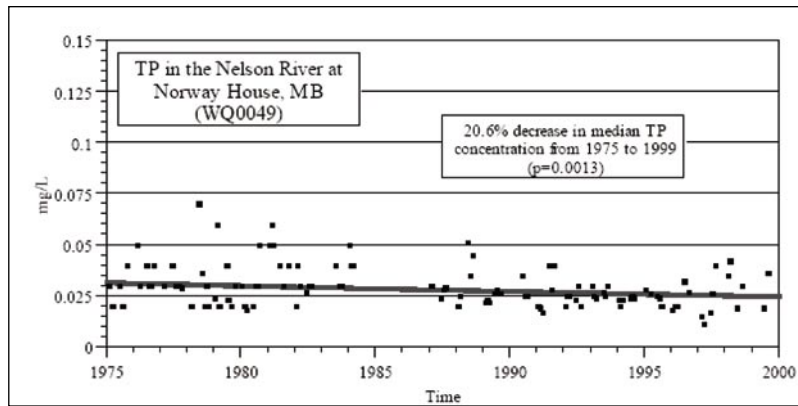 TP in the Nelson River at
Norway House, MB
(WQ0049)
20.6% decrease in median TP
concentration from 1975 to 1999
(p=0.0013)
mg/L
0.15
0.125
0.1
0.075
0.05
0.025
0
1975
1980
1985
1990
1995
2000
Time